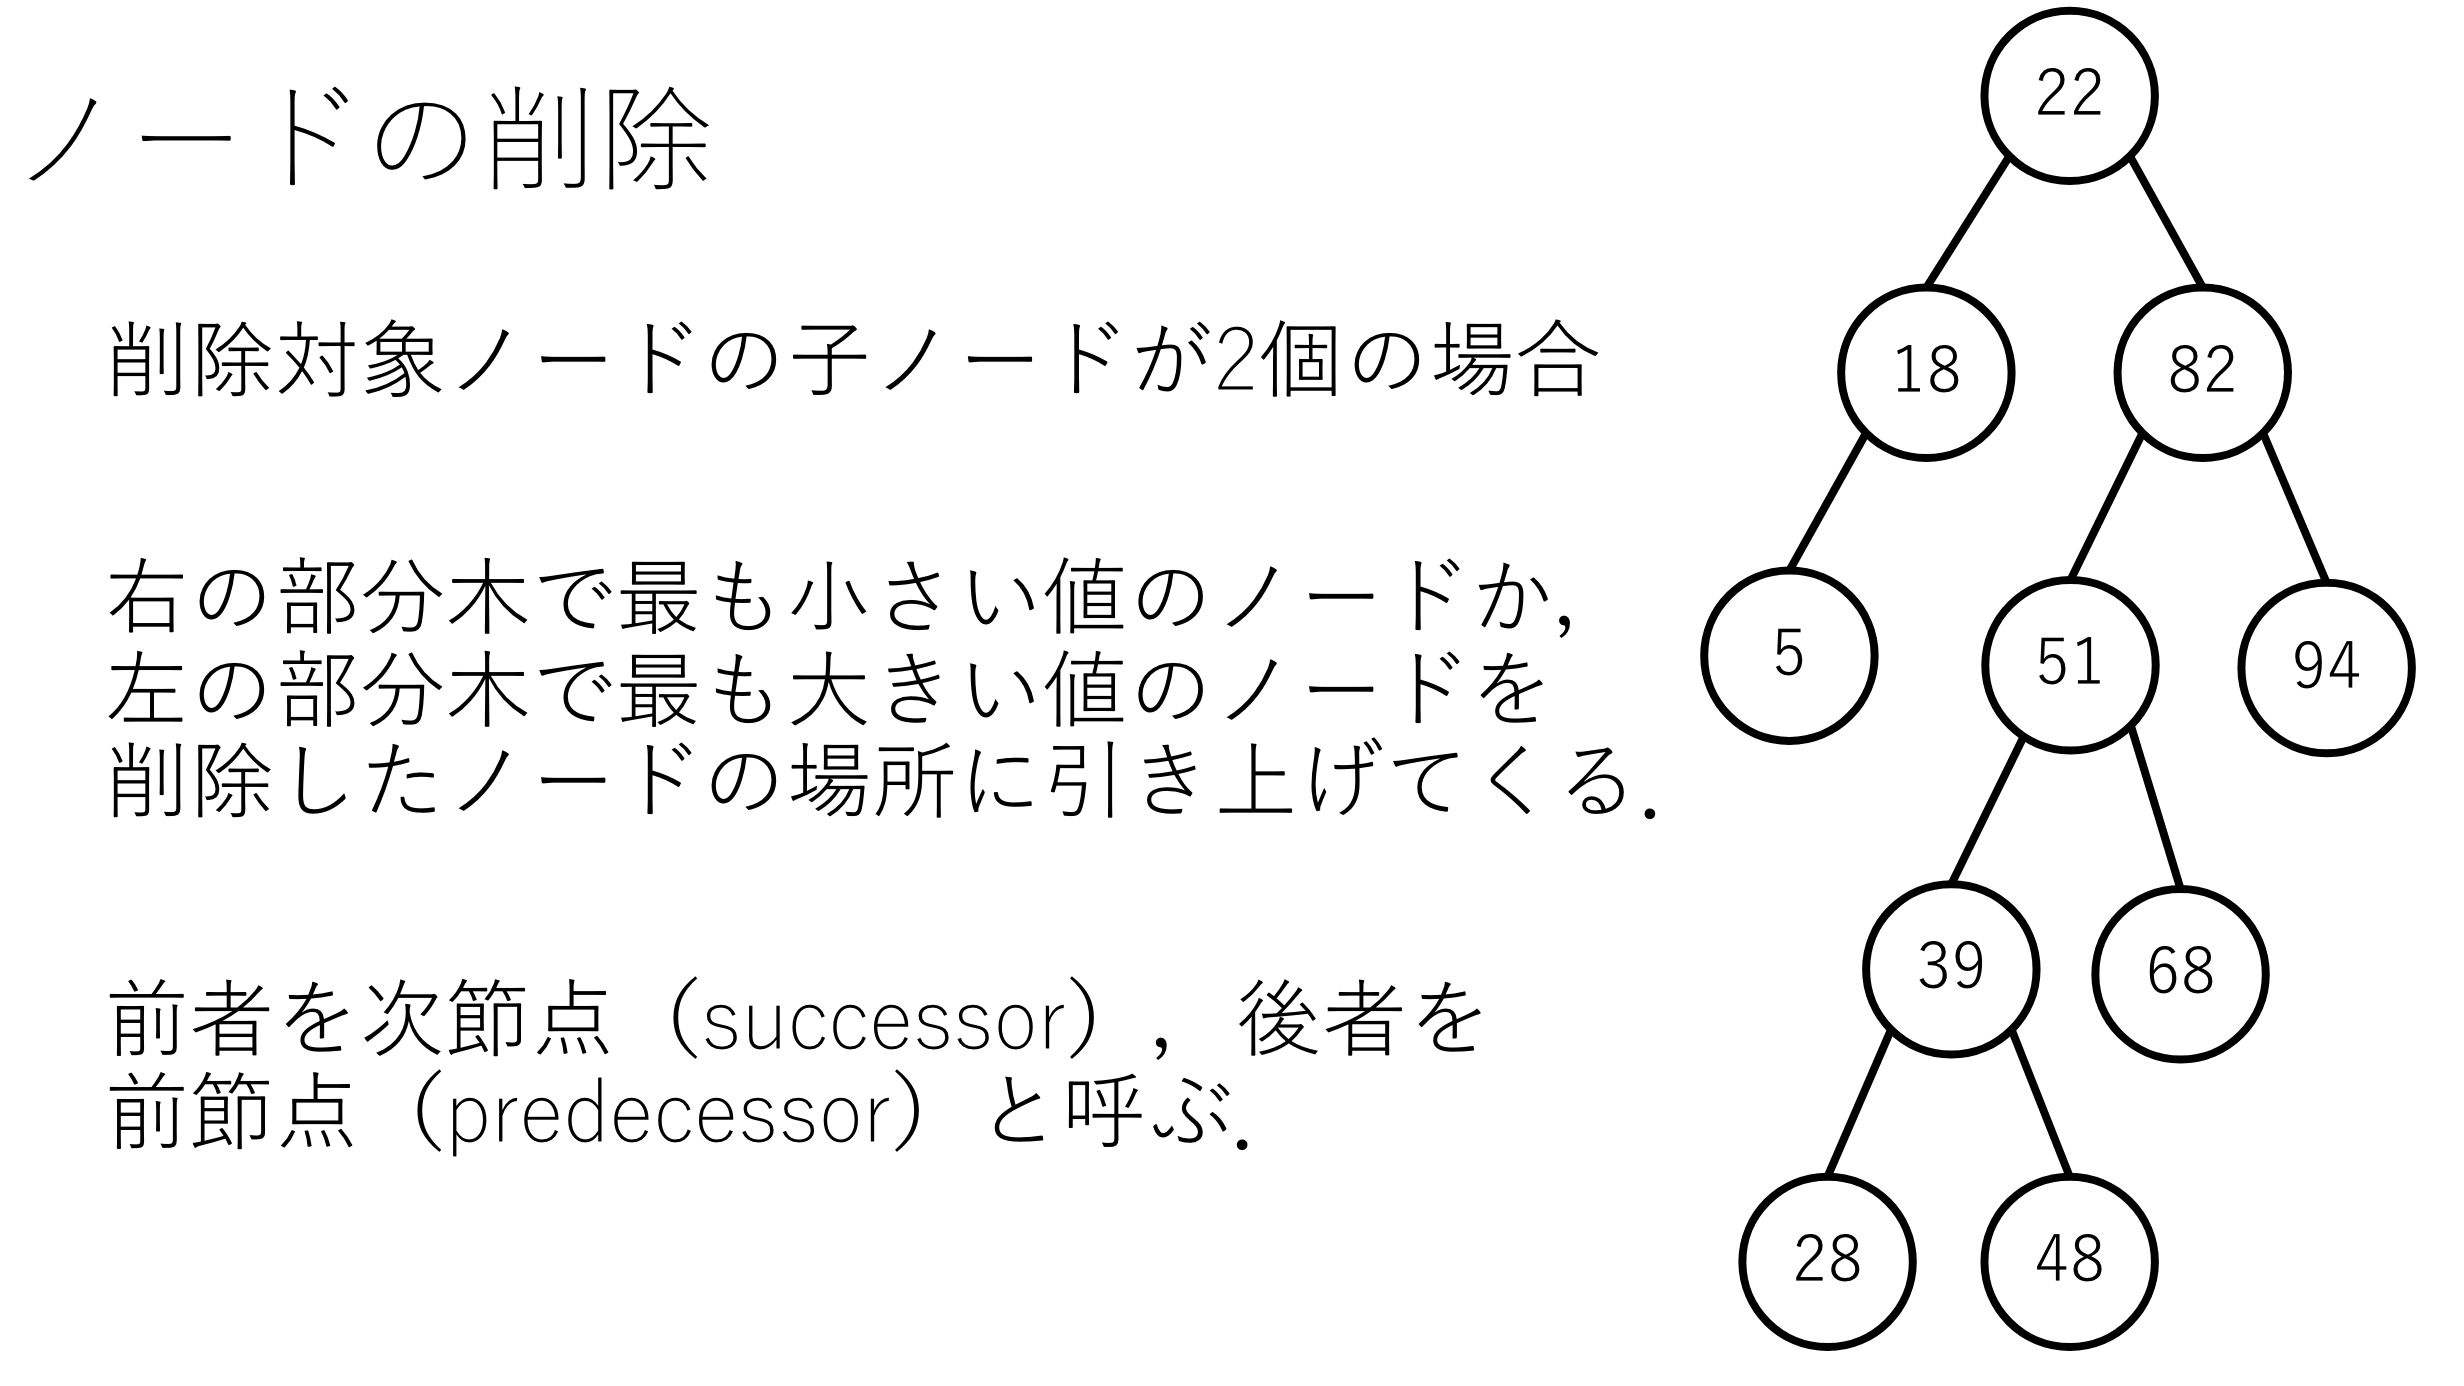 ノードの削除
削除対象ノードの子ノードが2個の場合
右の部分木で最も小さい値のノードか,
左の部分木で最も大きい値のノードを
削除したノードの場所に引き上げてくる.
前者を次節点（successor）, 後者を
前節点（predecessor）と呼ぶ.
22
18
82
5
51
94
39
68
28
48